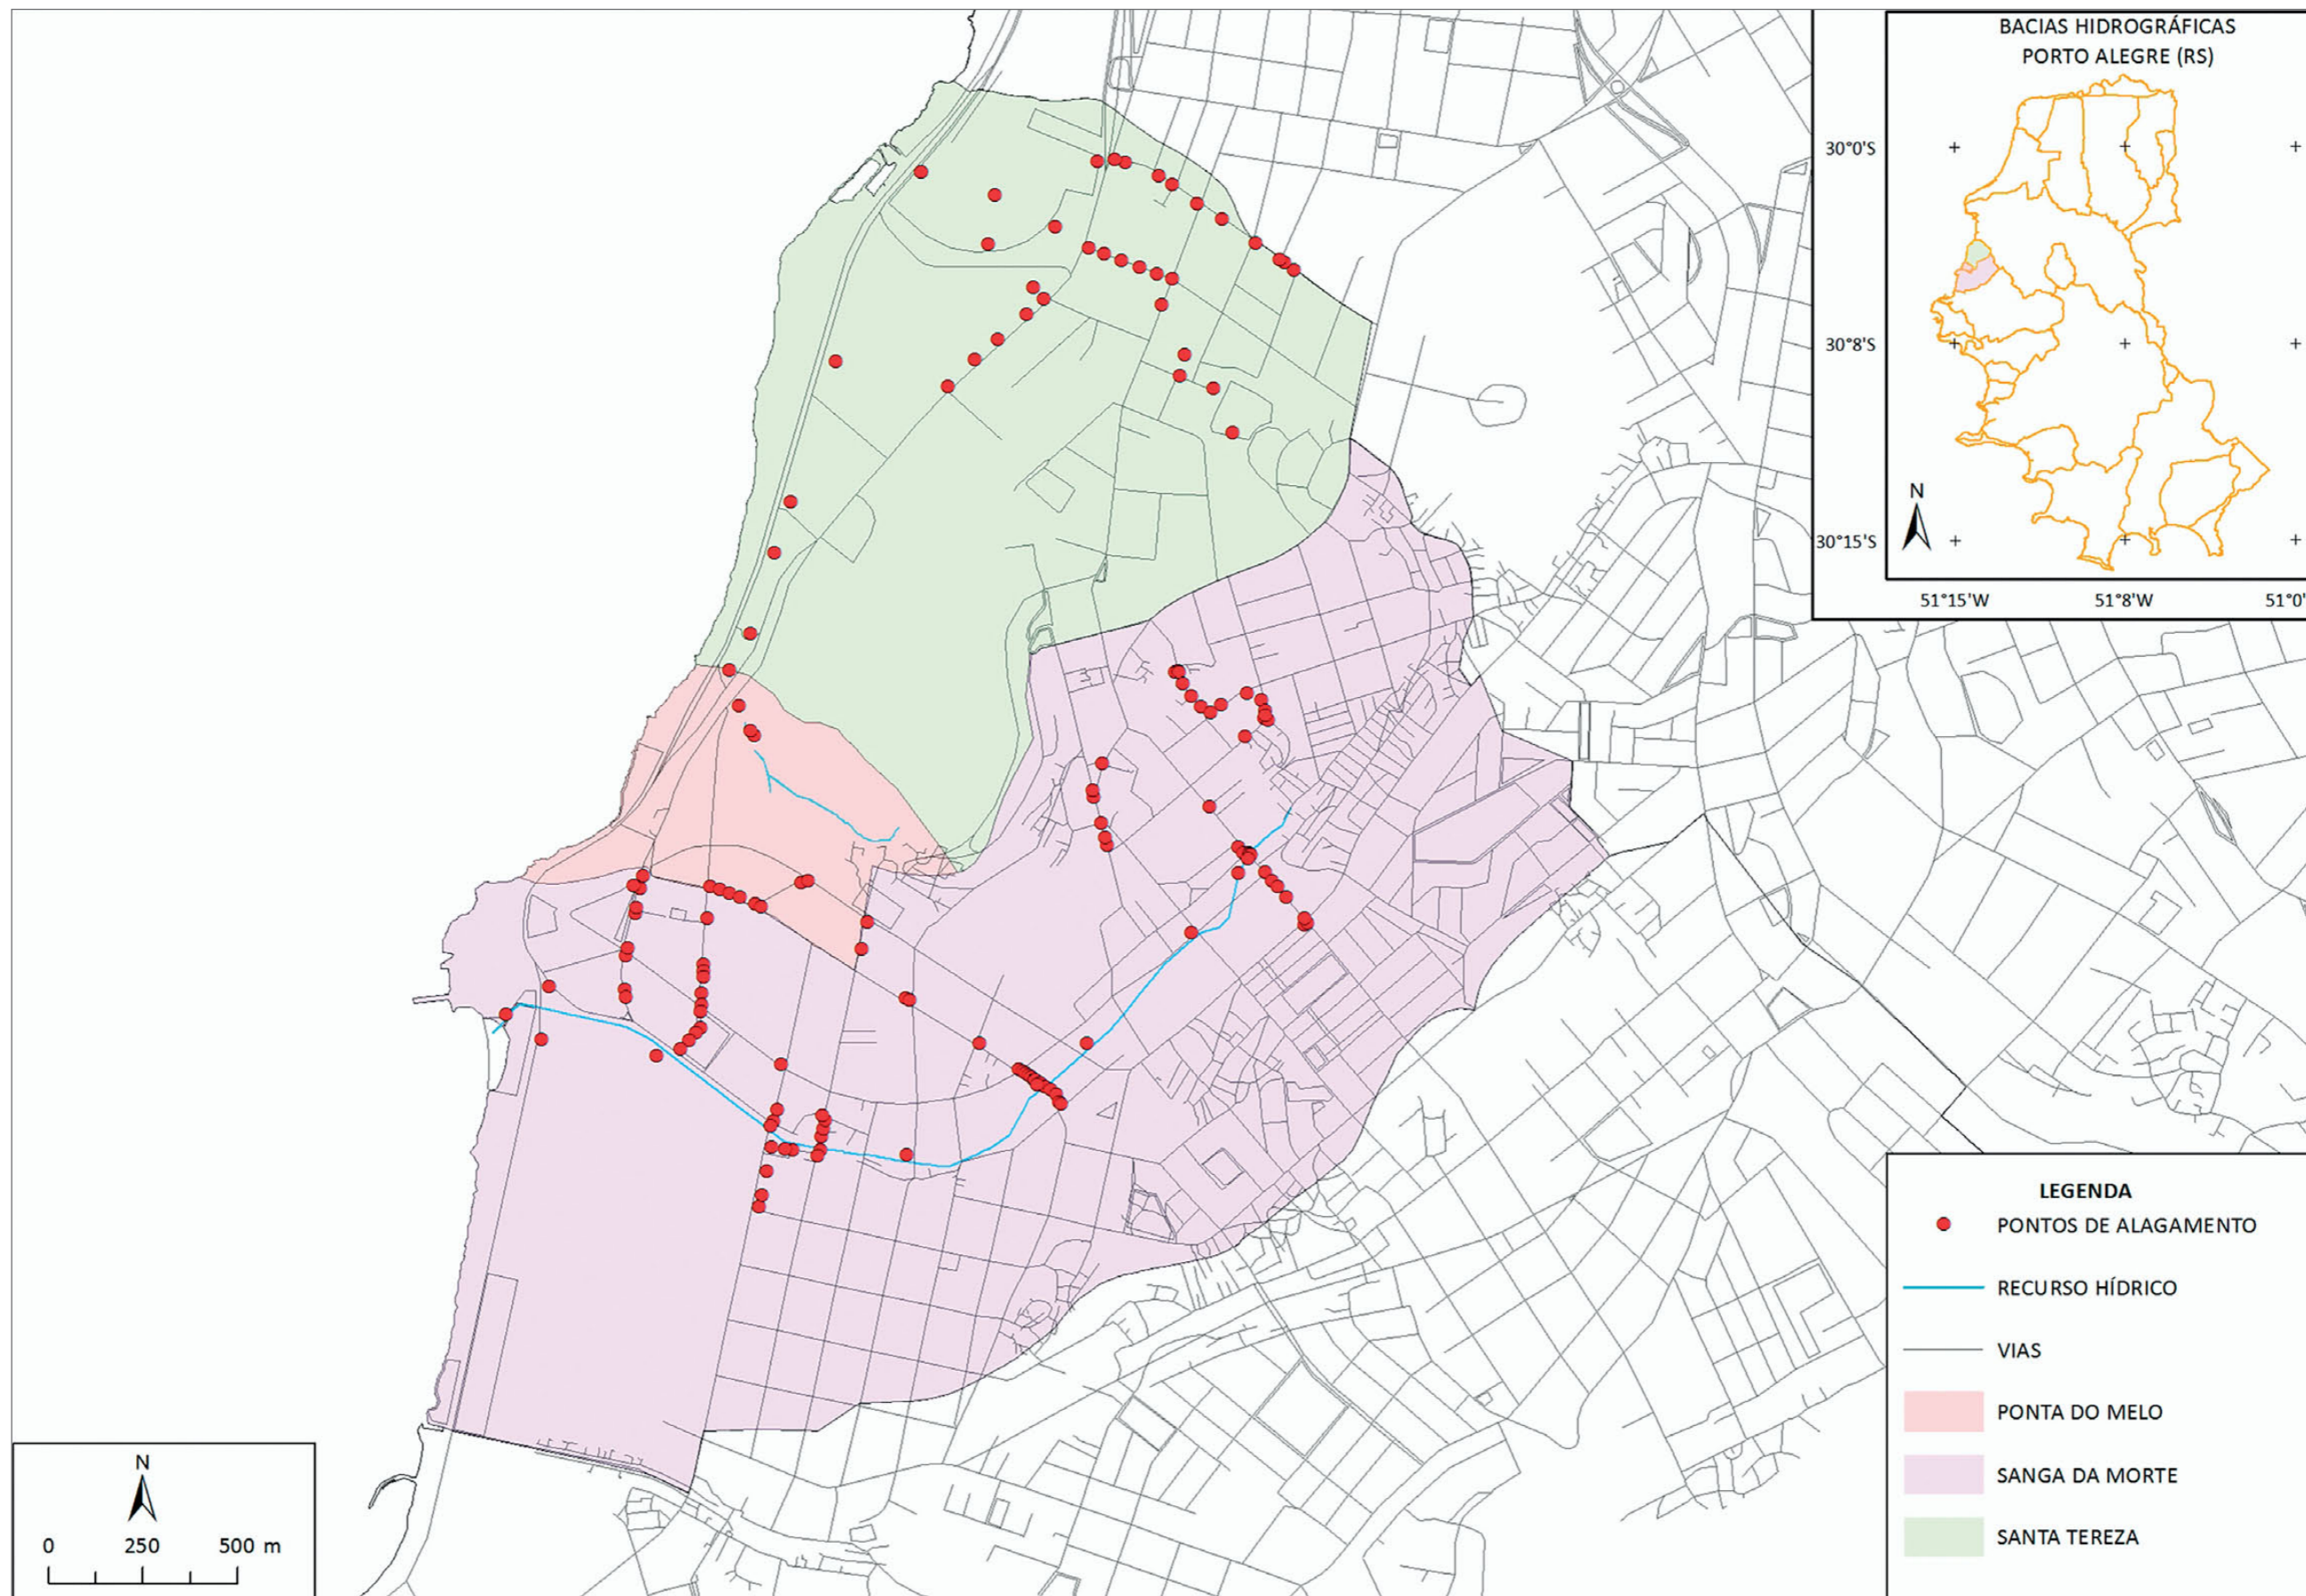 BACIAS HIDROGRÁFICAS
PORTO ALEGRE (RS)
30°0'S
30°8'S
30°15'S
N
51°15'W
51°8'W
51°0'
LEGENDA
PONTOS DE ALAGAMENTO
RECURSO HÍDRICO
VIAS
PONTA DO MELO
SANGA DA MORTE
SANTA TEREZA
N
0 250 500 m